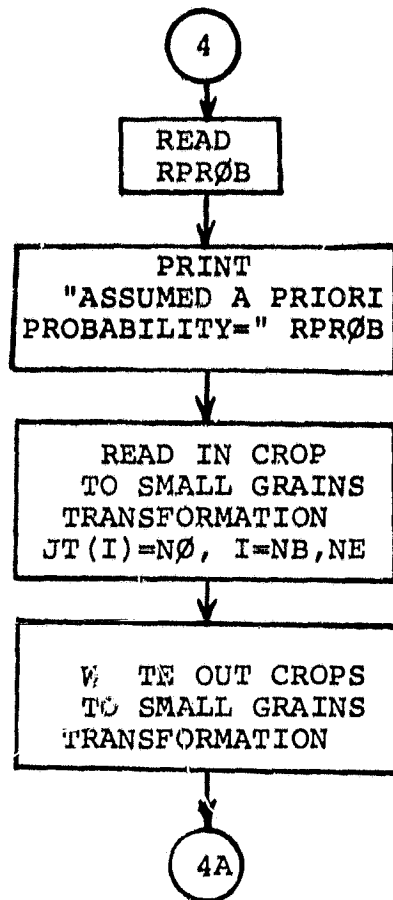 4
READ
RPRØB
PRINT
"ASSUMED A PRIORI
PROBABILITY=" RPRØB
READ IN CROP
TO SMALL GRAINS
TRANSFORMATION
JT(I)=NØ, I=NB,NE
W TE OUT CROPS
TO SMALL GRAINS
TRANSFORMATION
4A